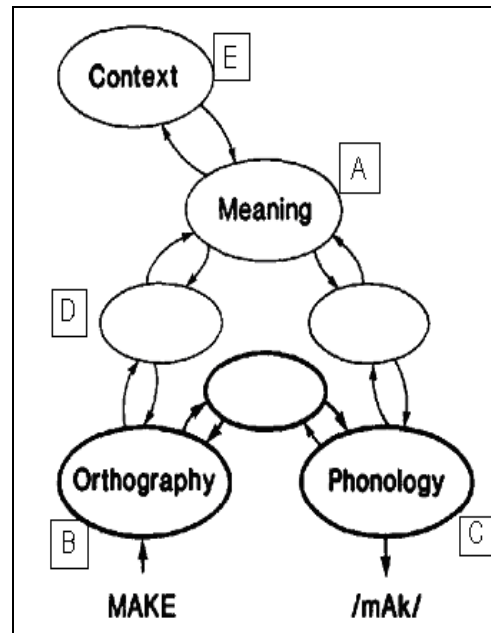 E
Context
A
Meaning
D
Orthography Phonology
B C
MAKE /mAk/